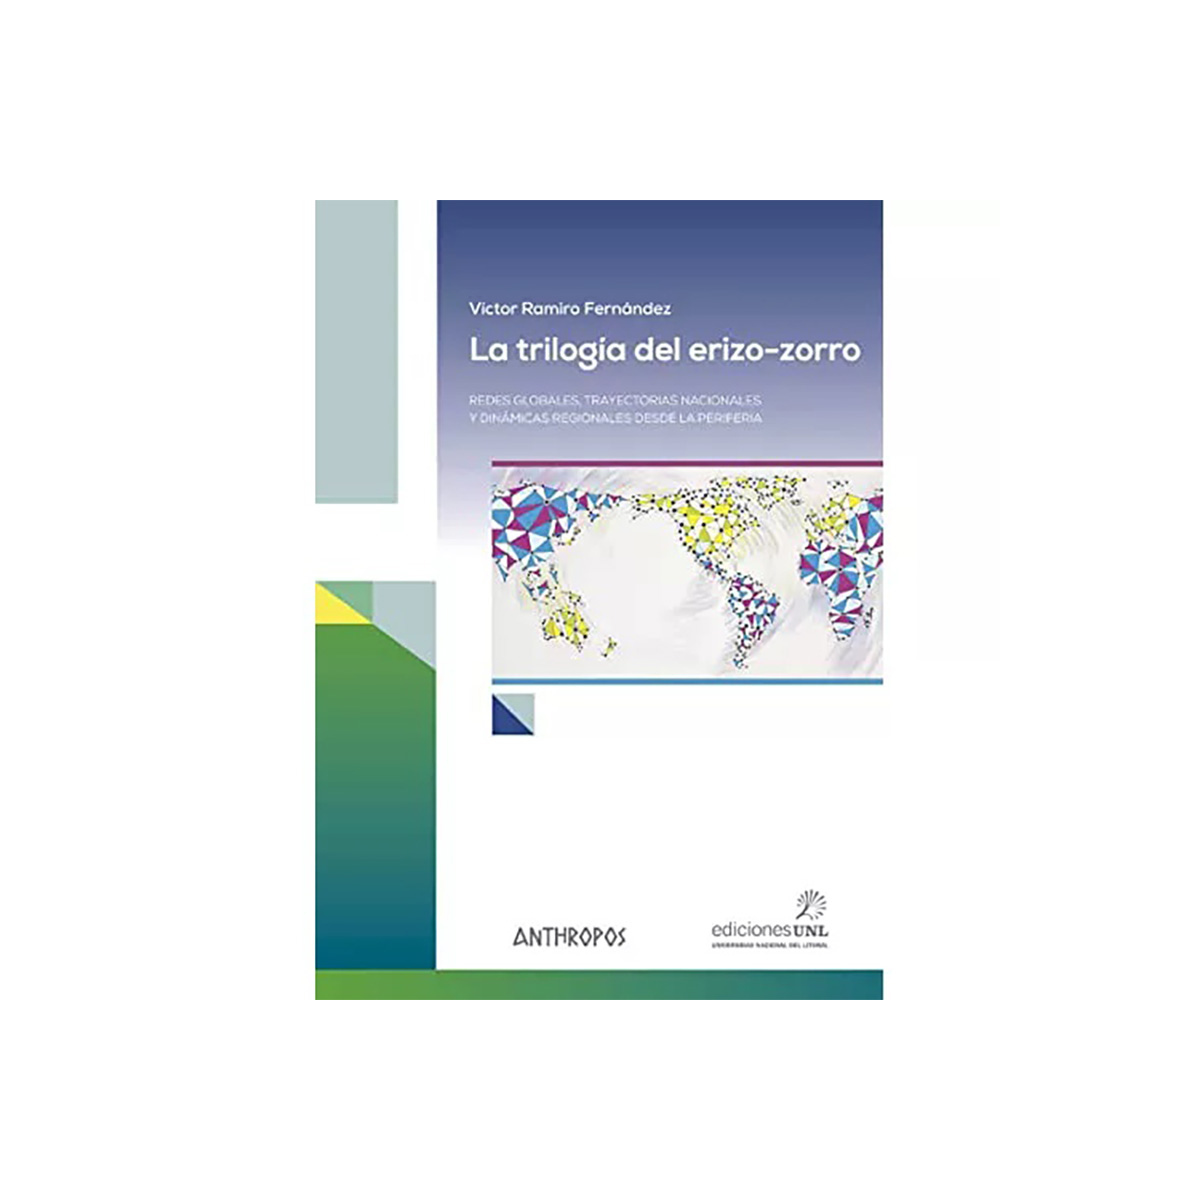 Víctor Ramiro Fernández
La trilogía del erizo-zorro
REDES GLOBALES, TRAYECTORIAS NACIONALES
Y DINÁMICAS REGIONALES DESDE LA PERIFERIA
ANTHROPOS
edicionesUNL
UNIVERSIDAD NACIONAL DEL LITORAL